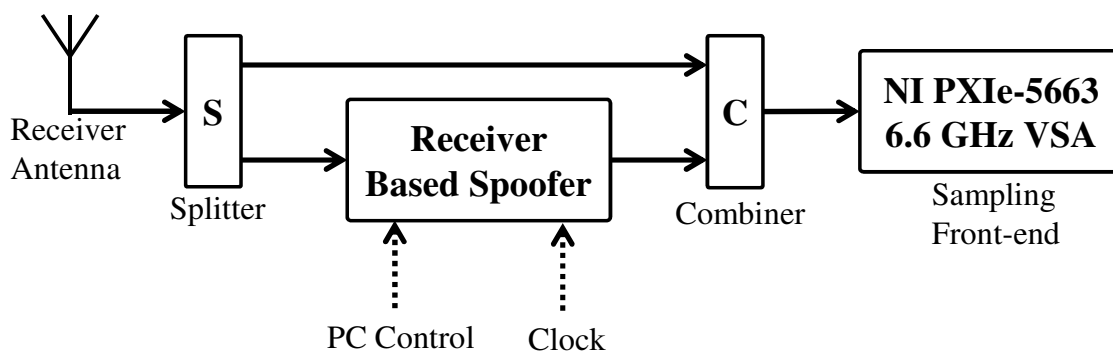 Receiver
Antenna
S
Splitter
Receiver
Based Spoofer
PC Control
Clock
C
Combiner
NI PXIe-5663
6.6 GHz VSA
Sampling
Front-end